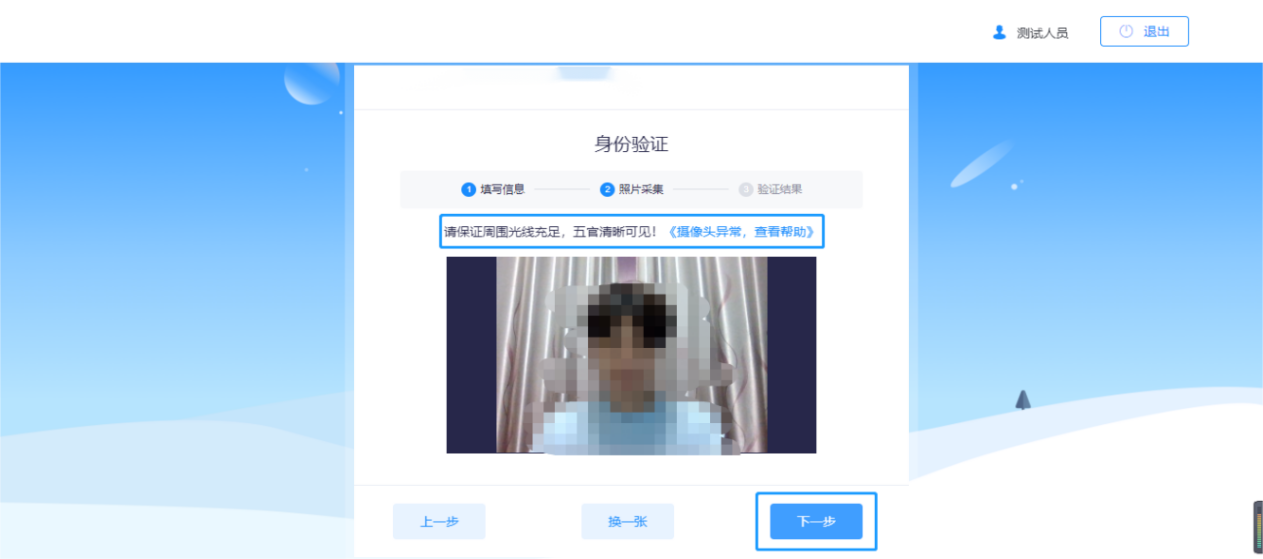 测试人员
退出
身份验证
1 填写信息 2 照片采集 3 验证结果
请保证周围光线充足，五官清晰可见！《摄像头异常，查看帮助》
上一步 换一张 下一步